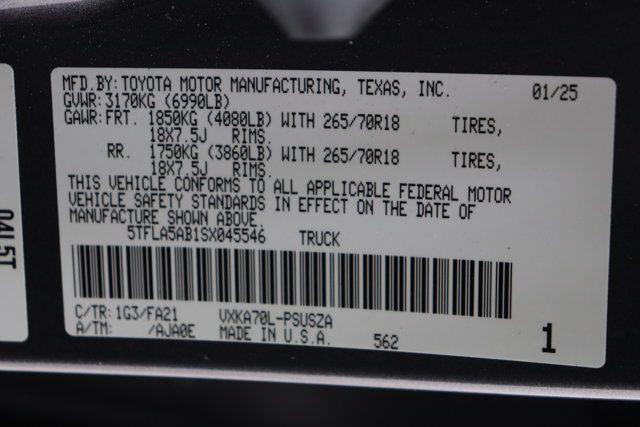 MFD.BY:TOYOTA MOTOR MANUFACTURING, TEXAS, INC. 01/25
GVWR:3170KG (6990LB)
GAWR:FRT. 1850KG (4080LB) WITH 265/70R18 TIRES,
18X7.5J RIMS.
RR. 1750KG (3860LB) WITH 265/70R18 TIRES,
18X7.5J RIMS.
THIS VEHICLE CONFORMS TO ALL APPLICABLE FEDERAL MOTOR
VEHICLE SAFETY STANDARDS IN EFFECT ON THE DATE OF
MANUFACTURE SHOWN ABOVE.
5TFLA5AB1SX045546 TRUCK
C/TR:1G3/FA21 VXKA70L-PSUSZA
A/TM: /AJA0E MADE IN U.S.A. 562 1
04L5T